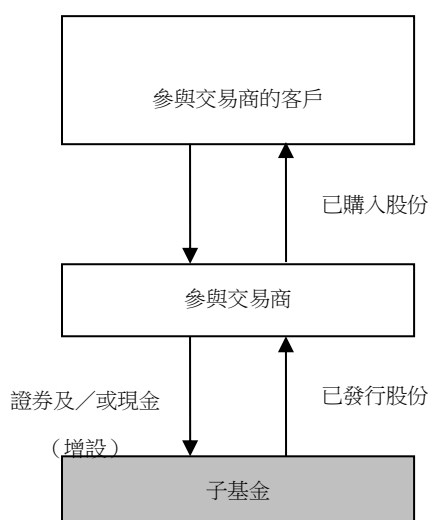 參與交易商的客戶
已購入股份
參與交易商
證券及／或現金
已發行股份
（增設）
子基金